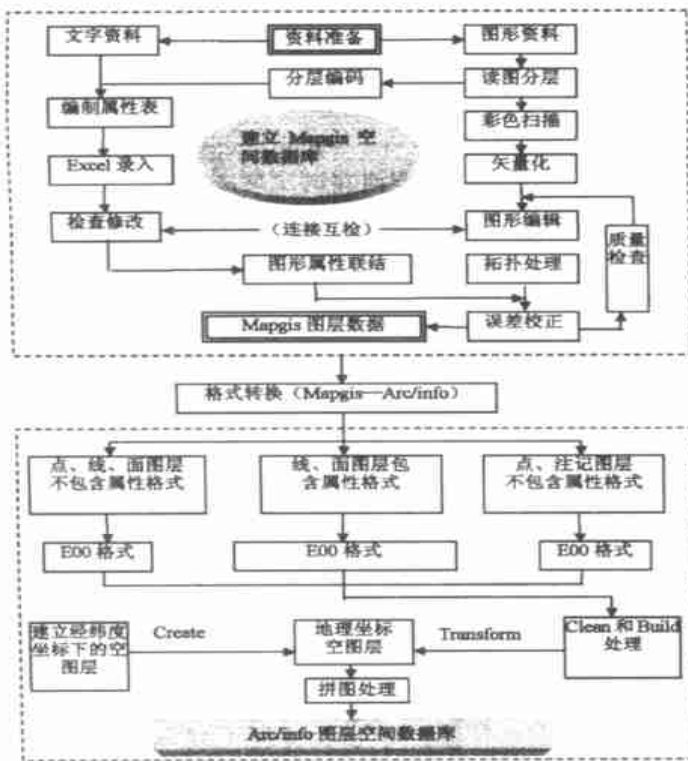 文字资料
资料准备
图形资料
分层编码
读图分层
编制属性表
彩色扫描
建立 Mapgis 空
间数据库
Excel 录入
矢量化
检查修改
（连接互检）
图形编辑
质量
检查
图形属性联结
拓扑处理
Mapgis 图层数据
误差校正
格式转换（Mapgis—Arc/info）
点、线、面图层
不包含属性格式
线、面图层包
含属性格式
点、注记图层
不包含属性格式
E00 格式
E00 格式
E00 格式
建立经纬度
坐标下的空
图层
Create
地理坐标
空图层
Transform
Clean 和 Build
处理
拼图处理
Arc/info 图层空间数据库